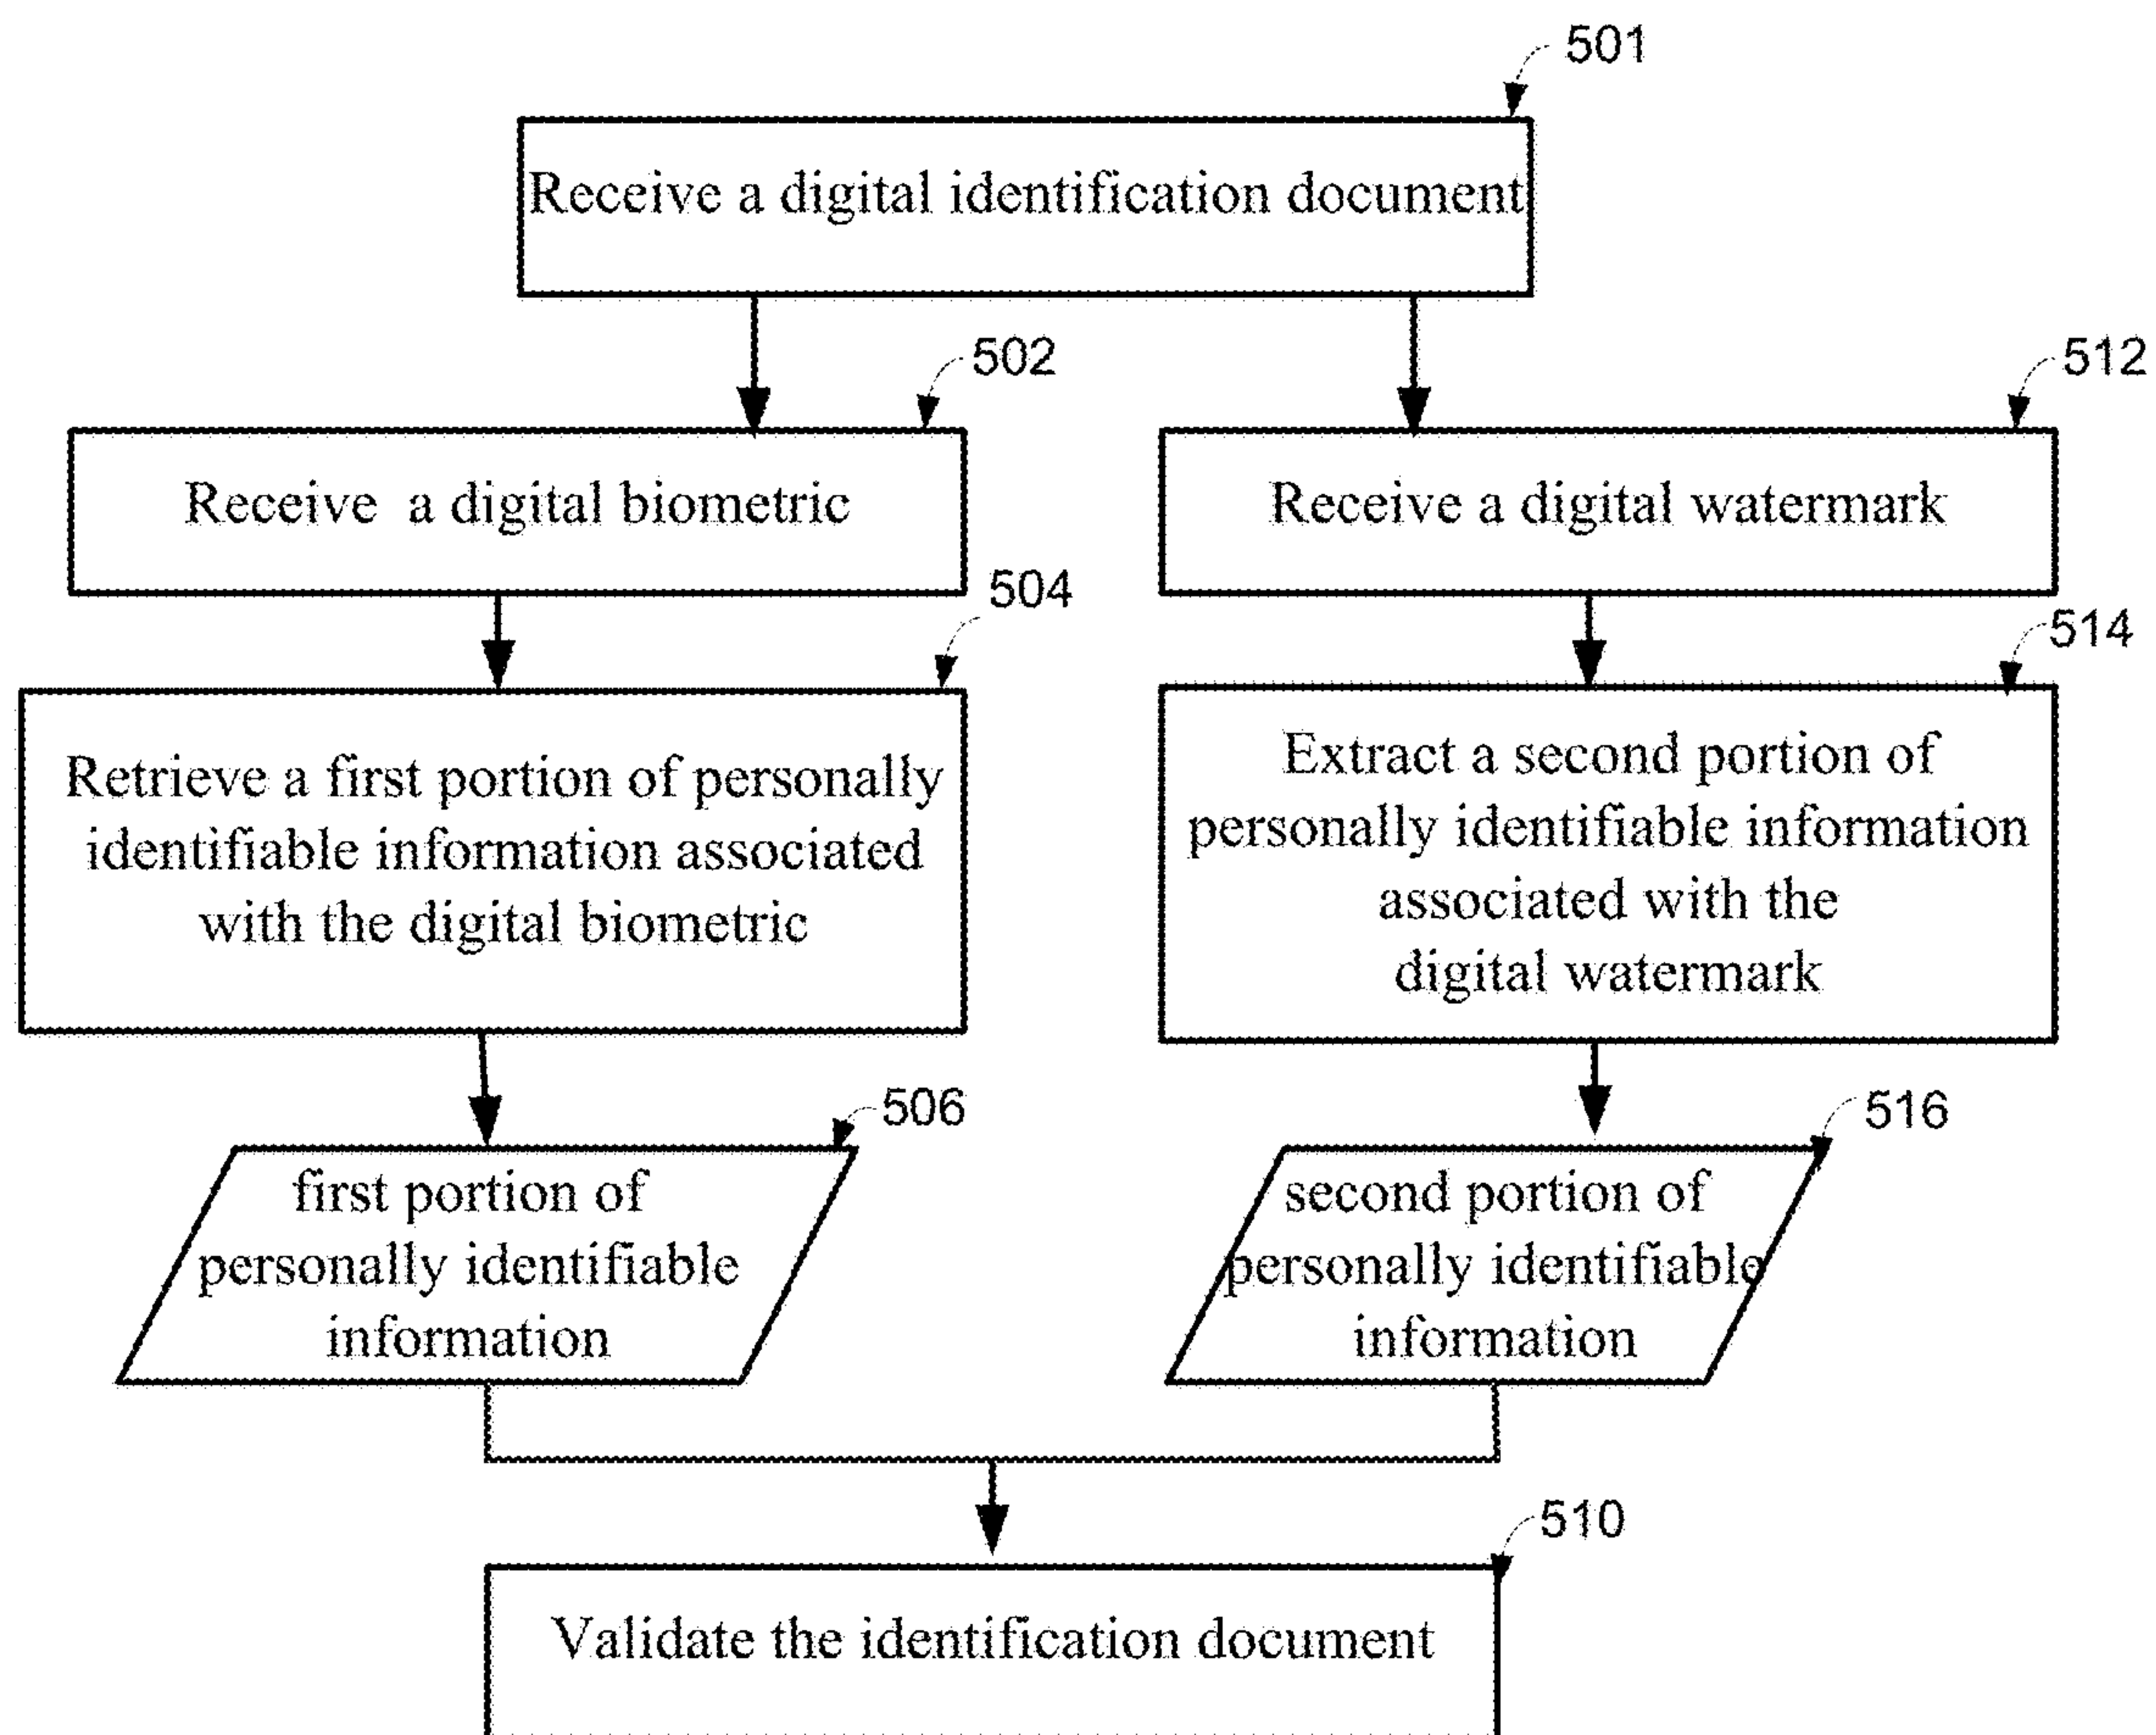 501
Receive a digital identification document
502
512
Receive a digital biometric
Receive a digital watermark
504
514
Retrieve a first portion of personally
identifiable information associated
with the digital biometric
Extract a second portion of
personally identifiable information
associated with the
digital watermark
506
516
first portion of
personally identifiable
information
second portion of
personally identifiable
information
510
Validate the identification document